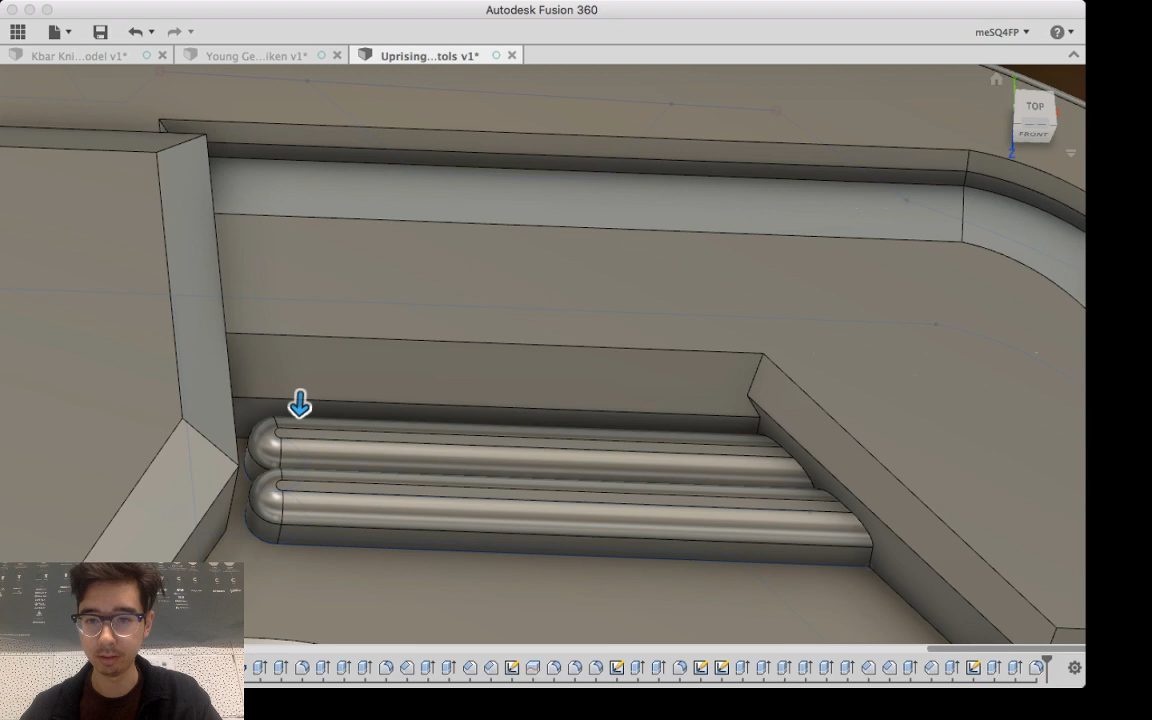 Autodesk Fusion 360
meSQ4FP
Kbar Kni...odel v1*
Young Ge...iken v1*
Uprising...tols v1*
TOP
FRONT
Z